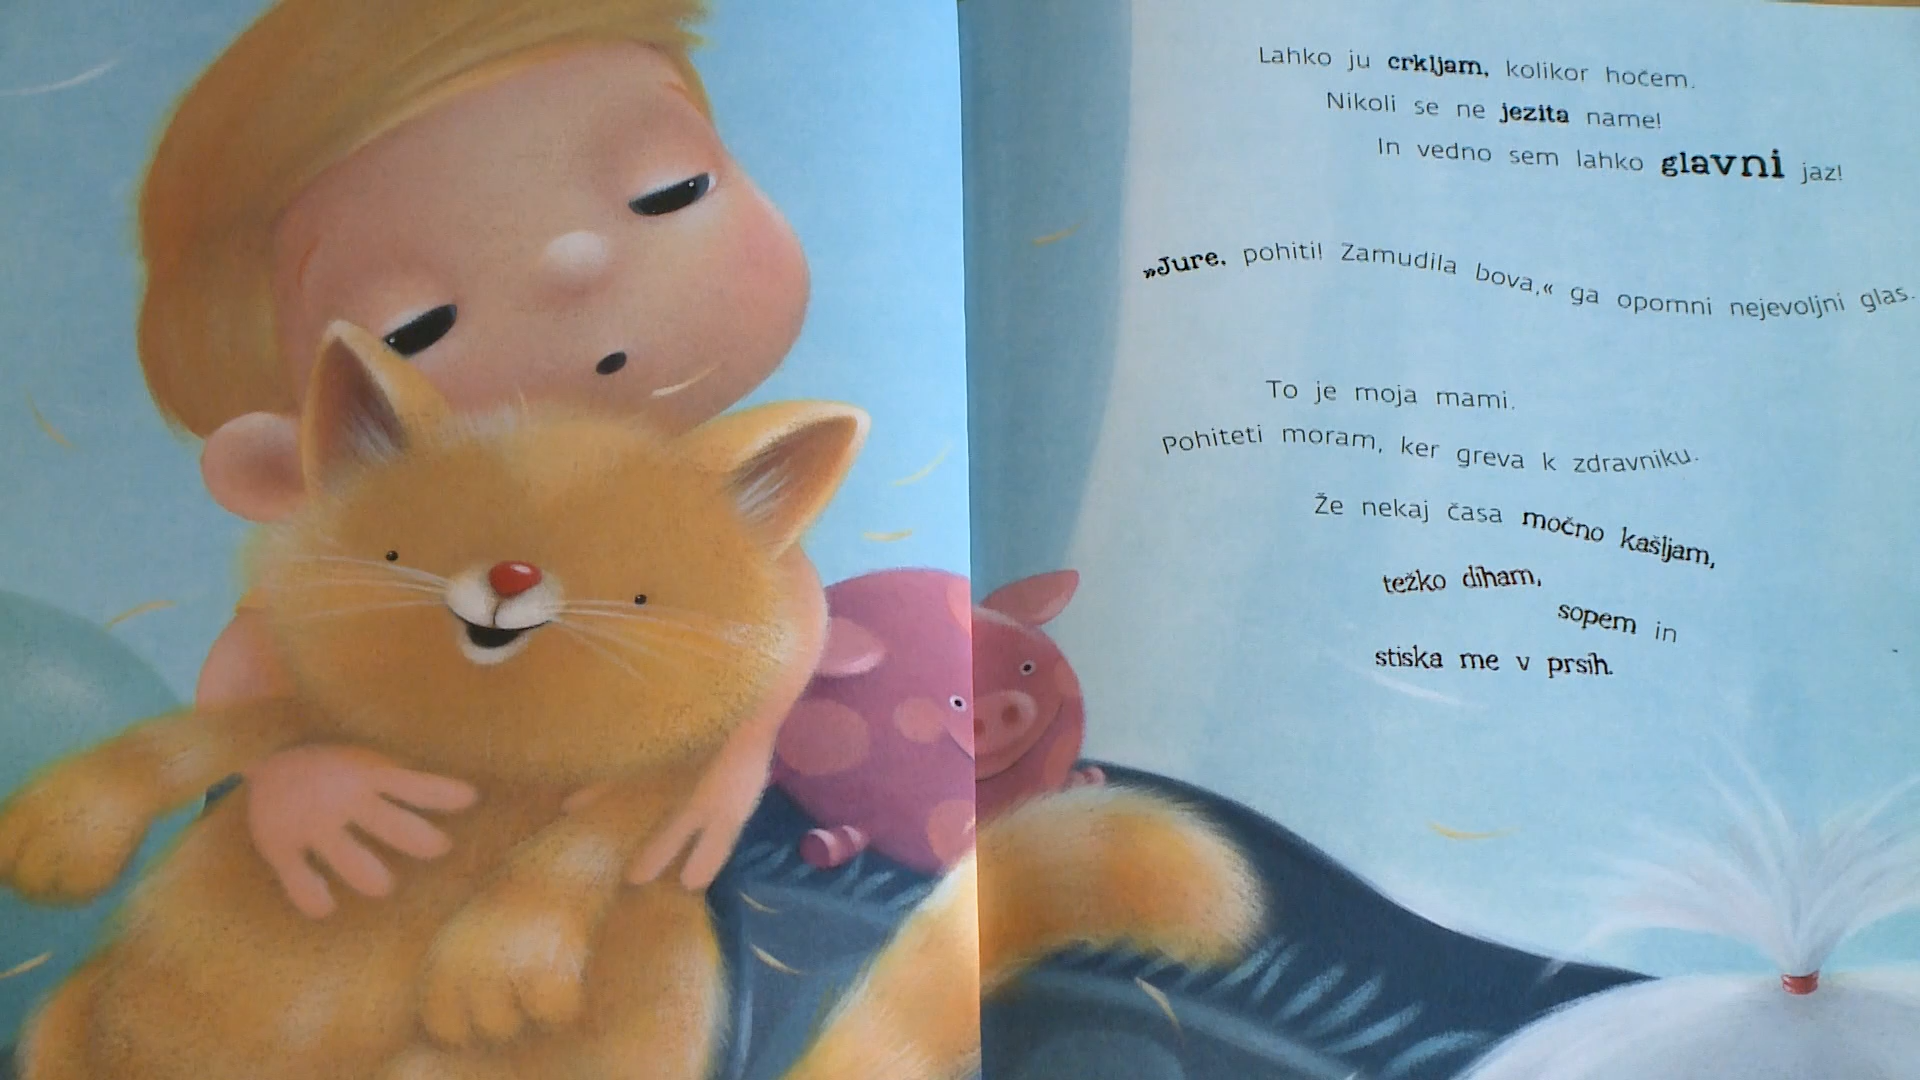 Lahko ju crkljam, kolikor hočem.
Nikoli se ne jezita name!
In vedno sem lahko glavni jaz!
»Jure, pohiti! Zamudila bova,« ga opomni nejevoljni glas.
To je moja mami.
Pohiteti moram, ker greva k zdravniku.
Že nekaj časa močno kašljam,
težko diham,
sopem in
stiska me v prsih.